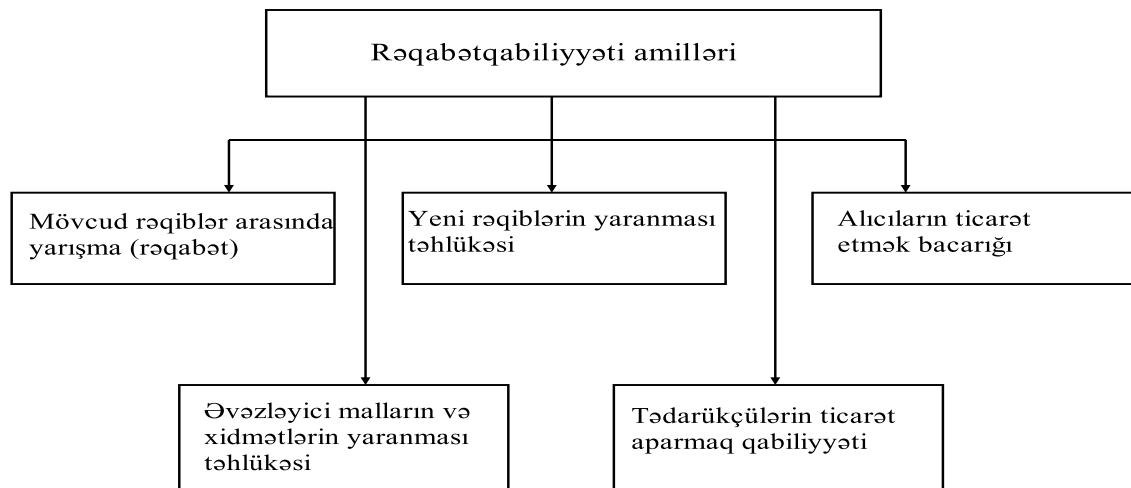 Rəqabətqabiliyyəti amilləri
Mövcud rəqiblər arasında
yarışma (rəqabət)
Yeni rəqiblərin yaranması
təhlükəsi
Alıcıların ticarət
etmək bacarığı
Əvəzləyici malların və
xidmətlərin yaranması
təhlükəsi
Tədarükçülərin ticarət
aparmaq qabiliyyəti